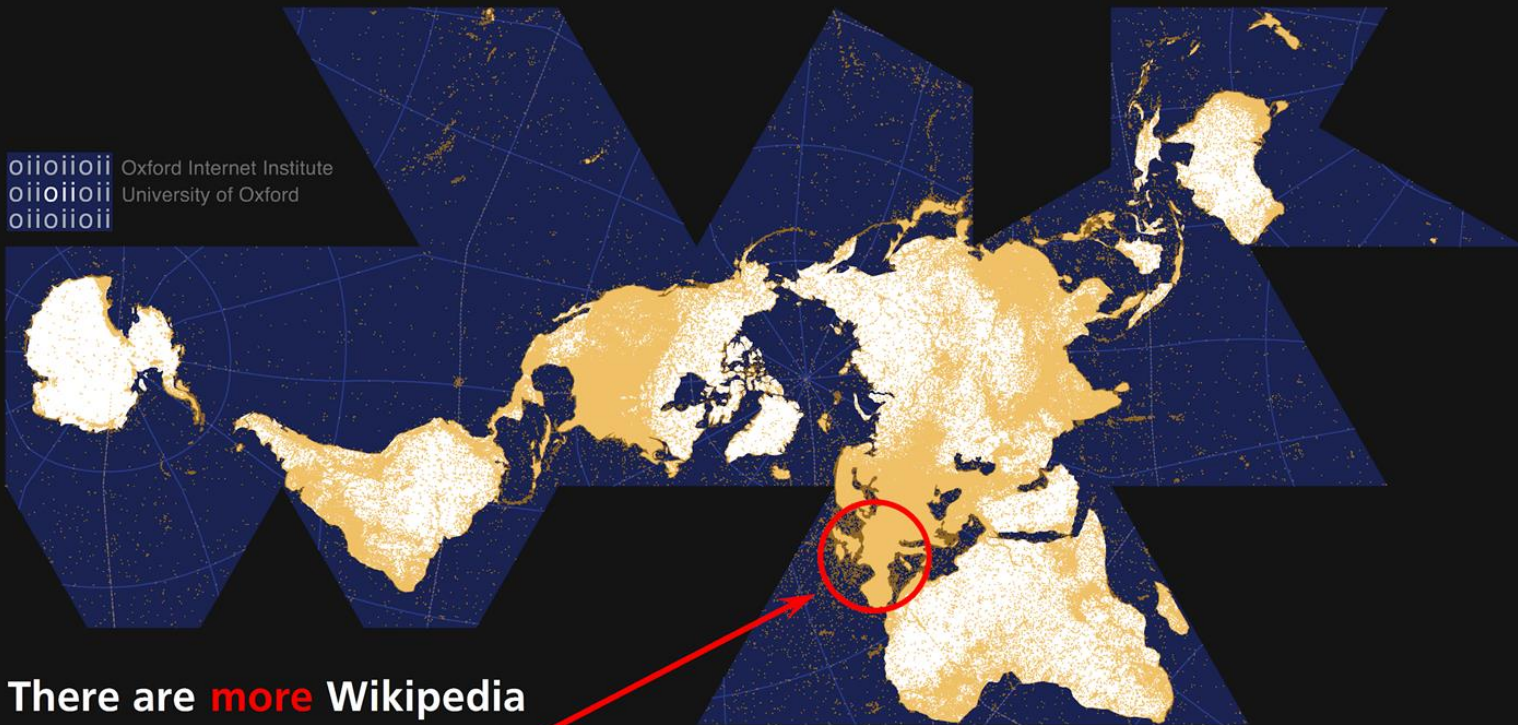 oiioiioii Oxford Internet Institute
oiioiioii University of Oxford
oiioiioii
There are more Wikipedia